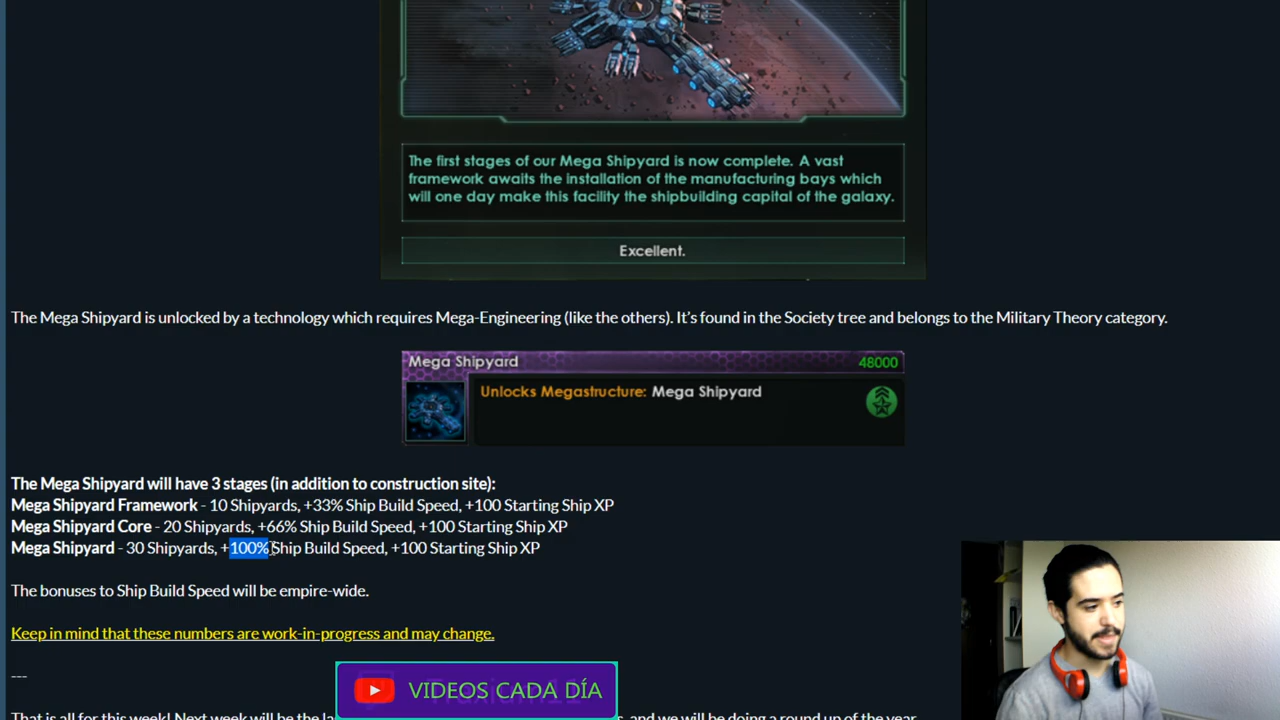 The first stages of our Mega Shipyard is now complete. A vast
framework awaits the installation of the manufacturing bays which
will one day make this facility the shipbuilding capital of the galaxy.
Excellent.
The Mega Shipyard is unlocked by a technology which requires Mega-Engineering (like the others). It's found in the Society tree and belongs to the Military Theory category.
Mega Shipyard 48000
Unlocks Megastructure: Mega Shipyard
The Mega Shipyard will have 3 stages (in addition to construction site):
Mega Shipyard Framework - 10 Shipyards, +33% Ship Build Speed, +100 Starting Ship XP
Mega Shipyard Core - 20 Shipyards, +66% Ship Build Speed, +100 Starting Ship XP
Mega Shipyard - 30 Shipyards, +100% Ship Build Speed, +100 Starting Ship XP
The bonuses to Ship Build Speed will be empire-wide.
Keep in mind that these numbers are work-in-progress and may change.
---
VIDEOS CADA DÍA
That is all for this week! Next week will be the la
, and we will be doing a round up of the year